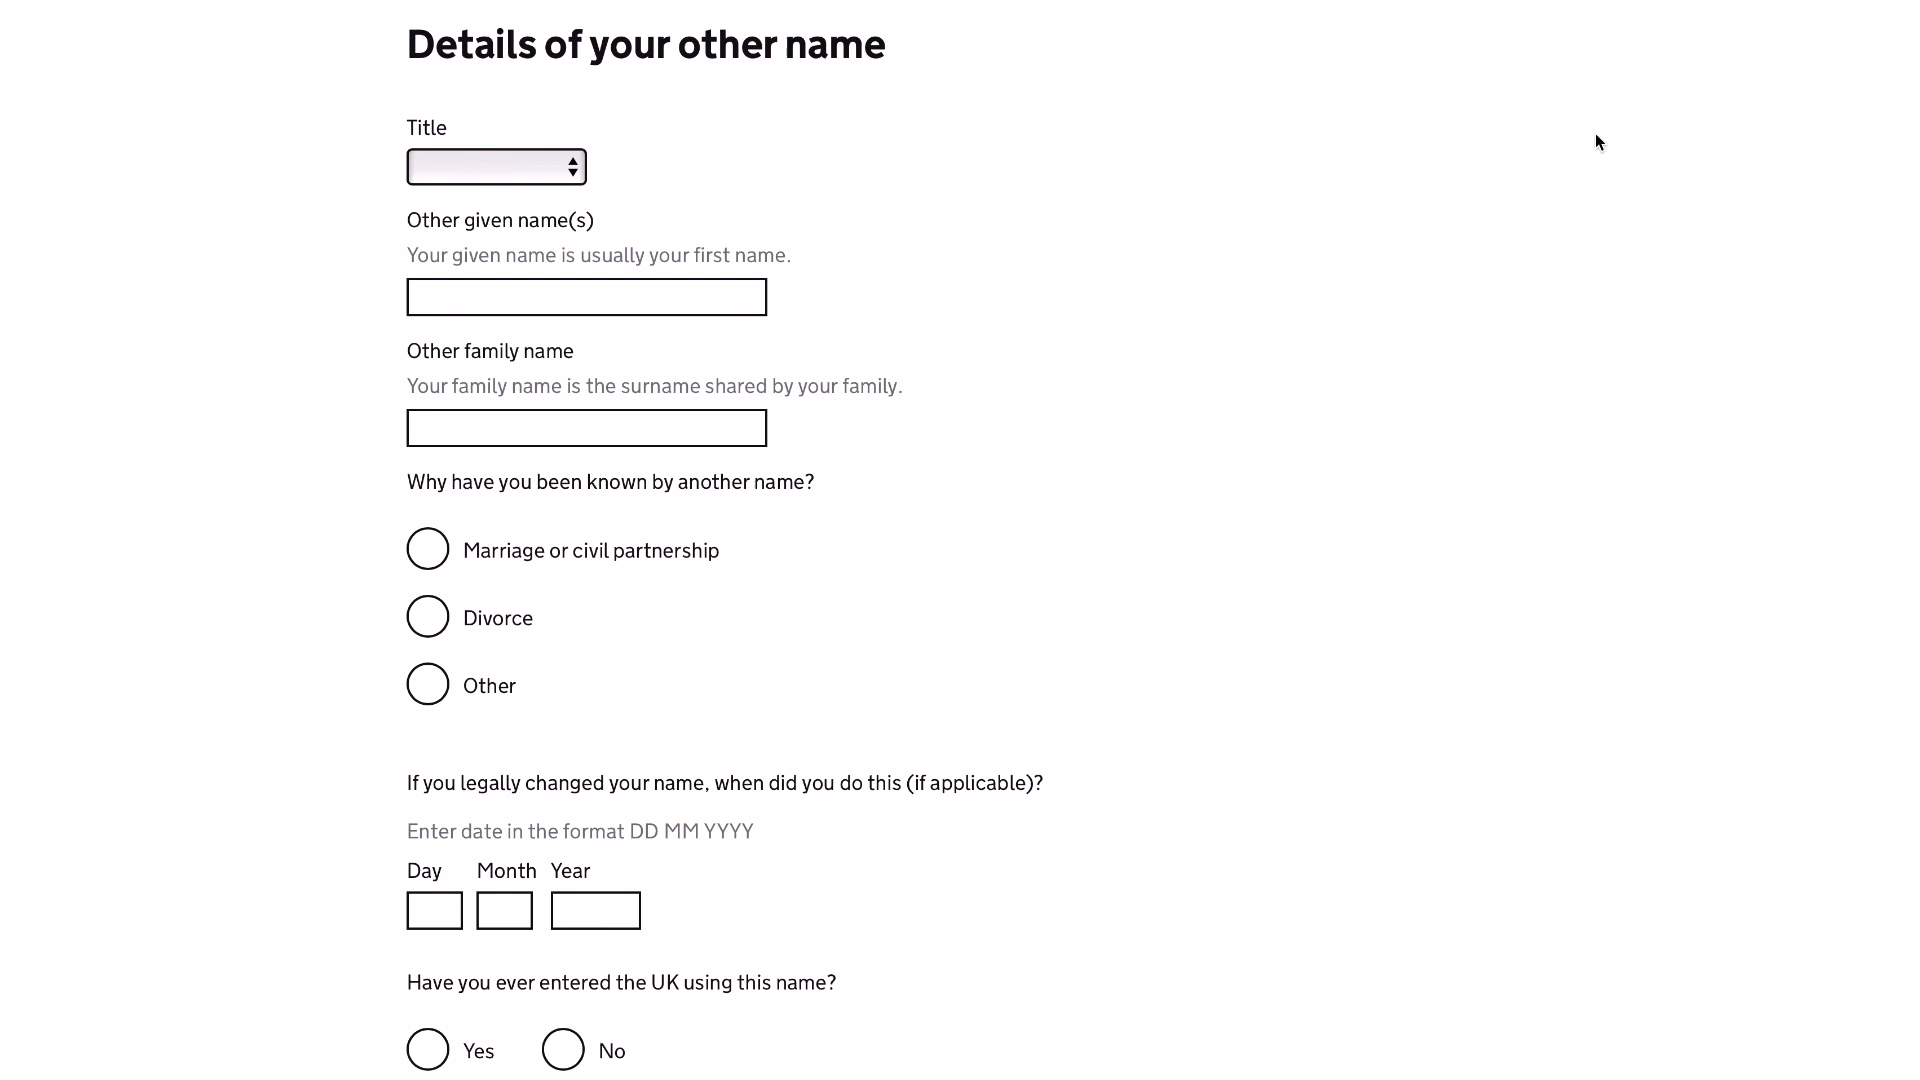 Details of your other name
Title
Other given name(s)
Your given name is usually your first name.
Other family name
Your family name is the surname shared by your family.
Why have you been known by another name?
Marriage or civil partnership
Divorce
Other
If you legally changed your name, when did you do this (if applicable)?
Enter date in the format DD MM YYYY
Day Month Year
Have you ever entered the UK using this name?
Yes No